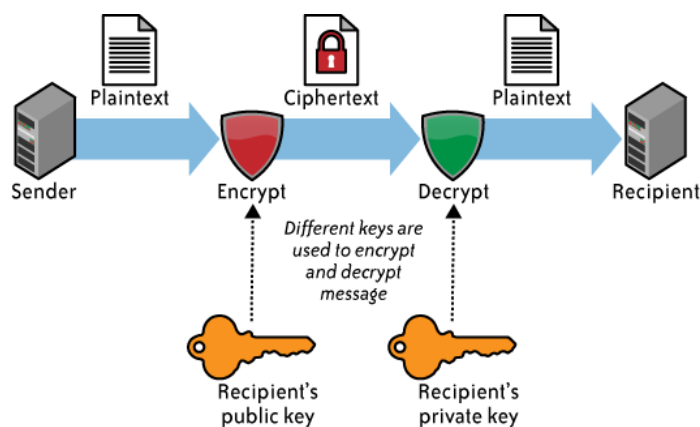 Plaintext
Ciphertext
Plaintext
Sender
Encrypt
Decrypt
Recipient
Different keys are
used to encrypt
and decrypt
message
Recipient's
public key
Recipient's
private key